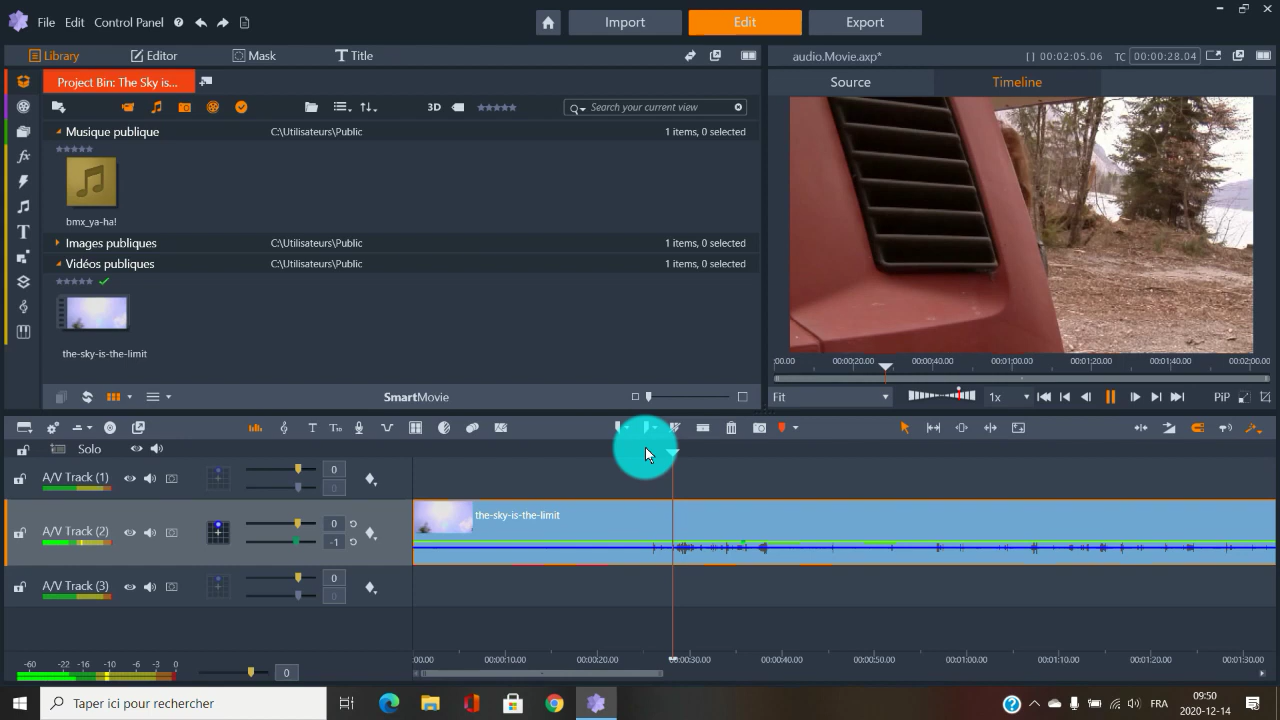 File Edit Control Panel Import Edit Export
Library Editor Mask Title audio.Movie.axp* [] 00:02:05.06 TC 00:00:28.04
Project Bin: The Sky is... Source Timeline
3D Search your current view
Musique publique C:\Utilisateurs\Public 1 items, 0 selected
bmx_ya-ha!
Images publiques C:\Utilisateurs\Public 1 items, 0 selected
Vidéos publiques C:\Utilisateurs\Public 1 items, 0 selected
the-sky-is-the-limit
:00.00 00:00:20.00 00:00:40.00 00:01:00.00 00:01:20.00 00:01:40.00 00:02:00.00
SmartMovie Fit 1x PiP
Solo
A/V Track (1) 0
0
the-sky-is-the-limit
A/V Track (2) 0
-1
A/V Track (3) 0
0
:00.00 00:00:10.00 00:00:20.00 00:00:30.00 00:00:40.00 00:00:50.00 00:01:00.00 00:01:10.00 00:01:20.00 00:01:30.00
-60 -22 -16 -10 -6 -3 0 0
Taper ici pour rechercher FRA 09:50
2020-12-14